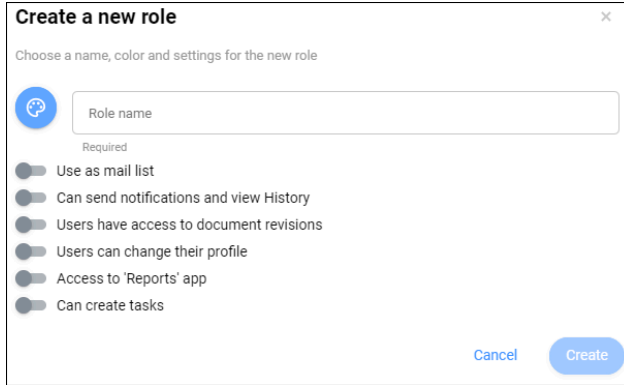 Create a new role
Choose a name, color and settings for the new role
Role name
Required
Use as mail list
Can send notifications and view History
Users have access to document revisions
Users can change their profile
Access to 'Reports' app
Can create tasks
Cancel Create